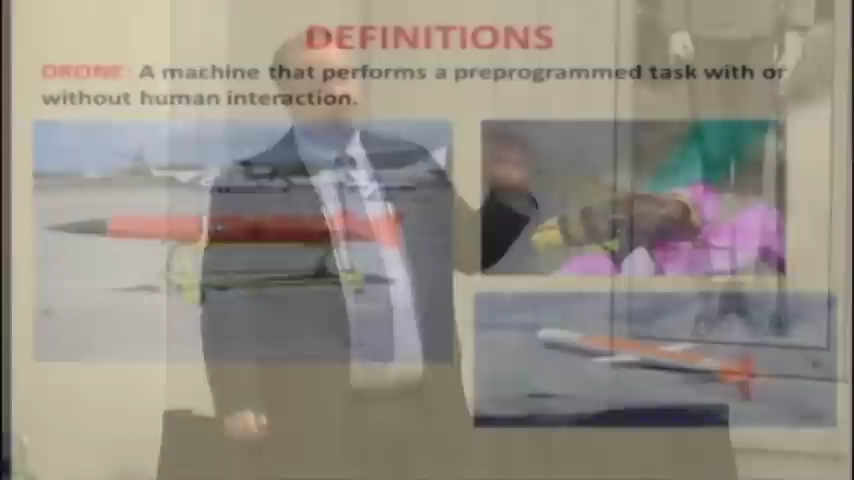 DEFINITIONS
DRONE: A machine that performs a preprogrammed task with or
without human interaction.